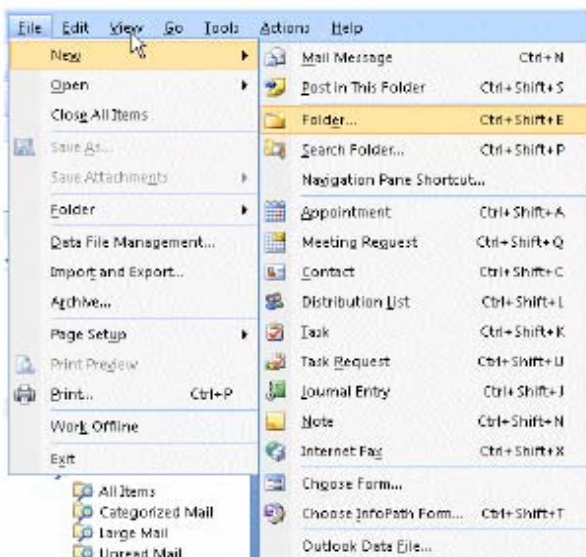 File Edit View Go Tools Actions Help
New
Open
Close All Items
Save As...
Save Attachments
Folder
Data File Management...
Import and Export...
Archive...
Page Setup
Print Preview
Print... Ctrl+P
Work Offline
Exit
All Items
Categorized Mail
Large Mail
Unread Mail
Mail Message Ctrl+N
Post in This Folder Ctrl+Shift+S
Folder... Ctrl+Shift+E
Search Folder... Ctrl+Shift+P
Navigation Pane Shortcut...
Appointment Ctrl+Shift+A
Meeting Request Ctrl+Shift+Q
Contact Ctrl+Shift+C
Distribution List Ctrl+Shift+L
Task Ctrl+Shift+K
Task Request Ctrl+Shift+U
Journal Entry Ctrl+Shift+J
Note Ctrl+Shift+N
Internet Fax Ctrl+Shift+X
Choose Form...
Choose InfoPath Form... Ctrl+Shift+T
Outlook Data File...